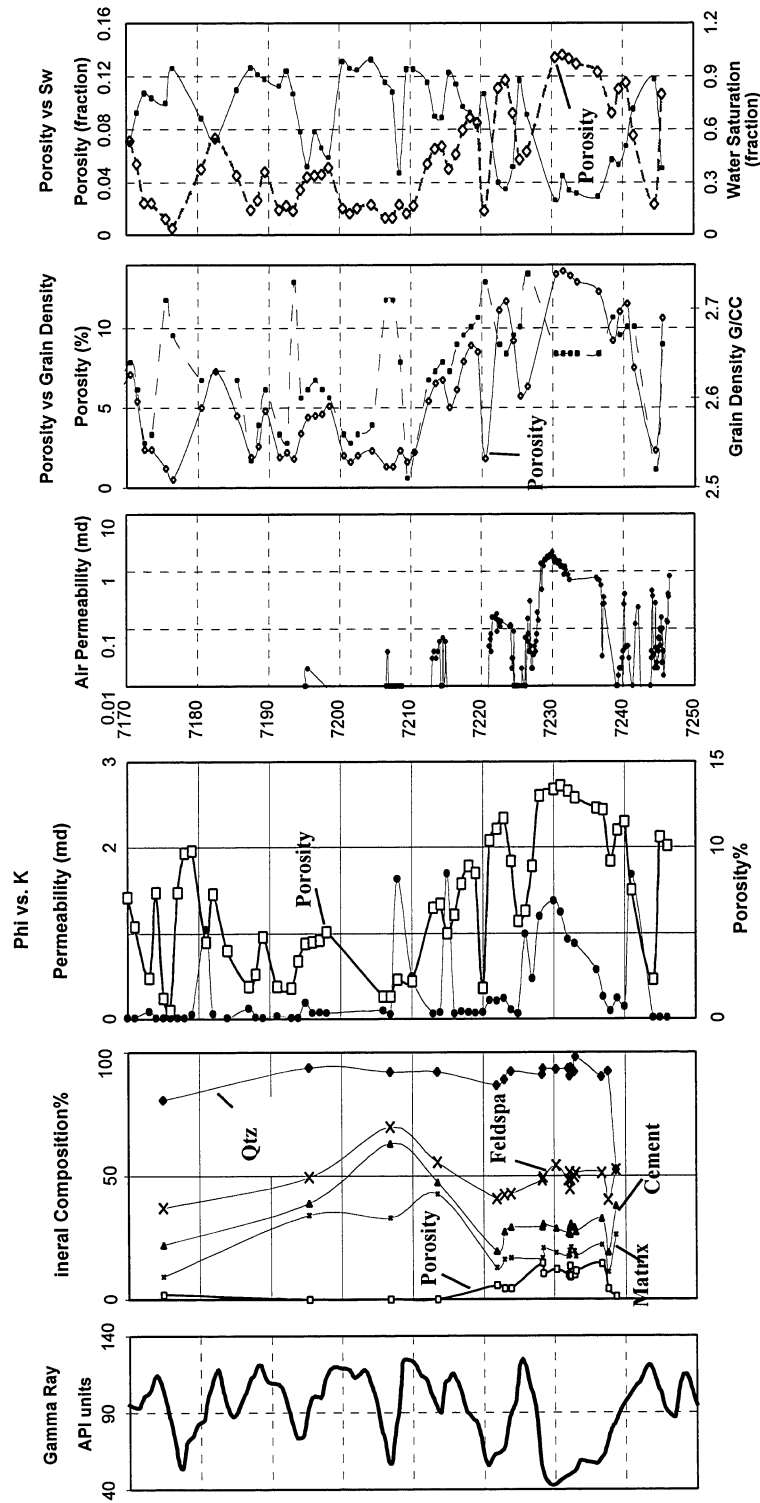 Porosity vs Sw
Porosity (fraction)
0
0.04
0.08
0.12
0.16
Porosity
0
0.3
0.6
0.9
1.2
Water Saturation
(fraction)
Porosity vs Grain Density
Porosity (%)
0
5
10
Porosity
2.5
2.6
2.7
Grain Density G/CC
Air Permeability (md)
0.01
0.1
1
10
7170
7180
7190
7200
7210
7220
7230
7240
7250
Phi vs. K
Permeability (md)
0
2
3
Porosity
0
5
10
15
Porosity%
ineral Composition%
0
50
100
Qtz
Porosity
Feldspa
Cement
Matrix
Gamma Ray
API units
40
90
140